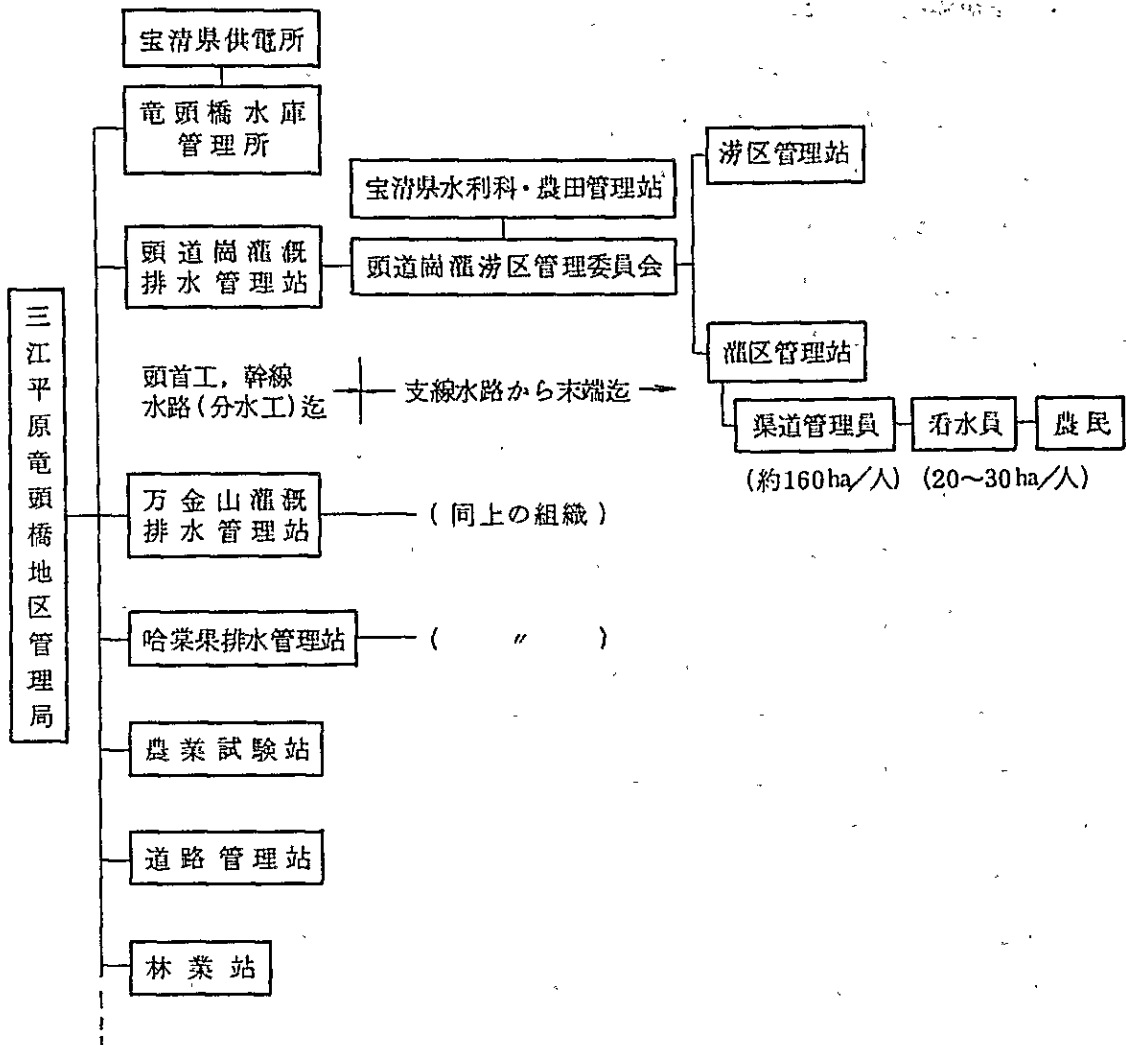 宝清県供電所
竜頭橋水庫
管理所
澇区管理站
宝清県水利科・農田管理站
頭道崗灌漑
排水管理站
頭道崗灌澇区管理委員会
三江平原竜頭橋地区管理局
灌区管理站
頭首工，幹線
水路(分水工)迄
支線水路から末端迄
渠道管理員
看水員
農民
(約160ha／人)
(20〜30ha／人)
万金山灌漑
排水管理站
(同上の組織)
哈棠果排水管理站
(〃)
農業試験站
道路管理站
林業站